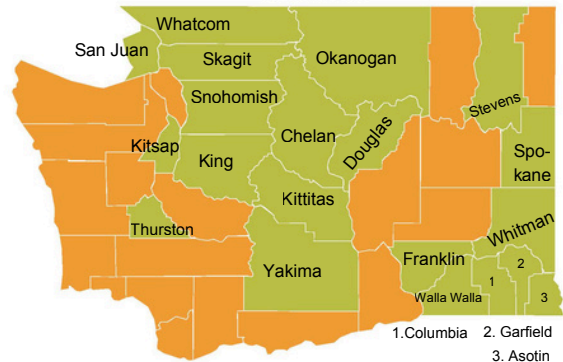 Whatcom
San Juan
Skagit
Okanogan
Snohomish
Stevens
Chelan
Douglas
Kitsap
King
Spo-
kane
Kittitas
Thurston
Whitman
Yakima
Franklin
2
1
Walla Walla
3
1.Columbia 2. Garfield
3. Asotin